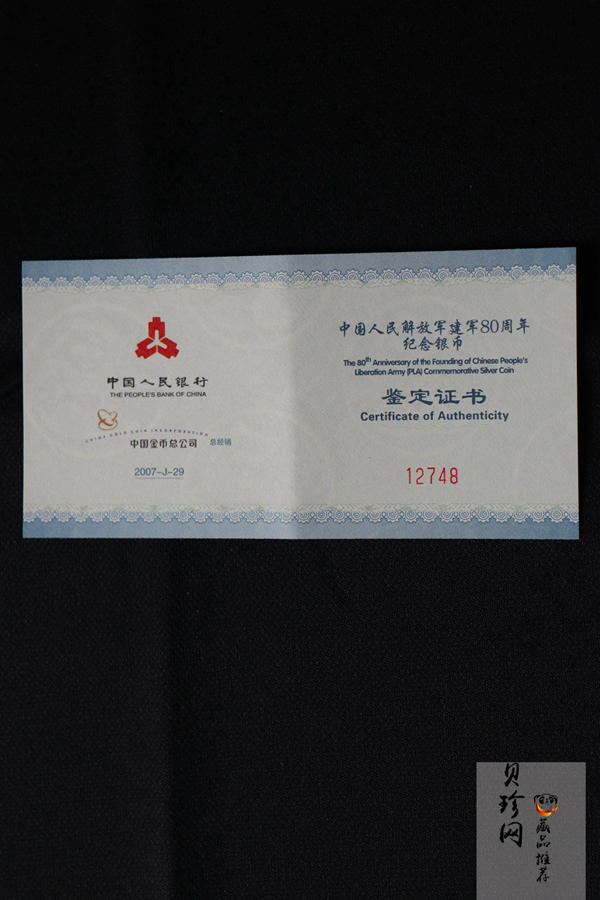 中国人民银行
THE PEOPLE'S BANK OF CHINA
CHINA GOLD COIN INCORPORATION
中国金币总公司 总经销
2007-J-29
中国人民解放军建军80周年
纪念银币
The 80th Anniversary of the Founding of Chinese People's
Liberation Army (PLA) Commemorative Silver Coin
鉴定证书
Certificate of Authenticity
12748
贝珍网
藏品推荐